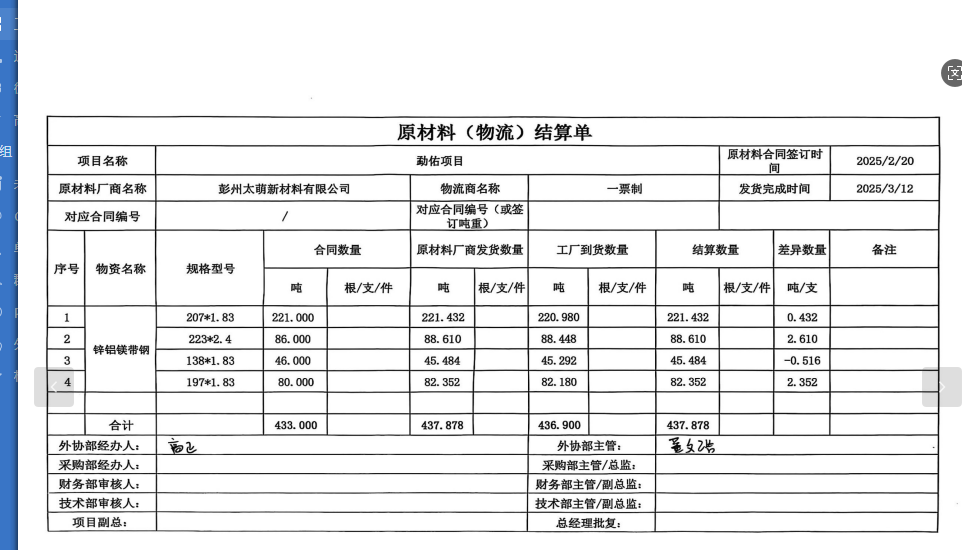 原材料（物流）结算单
项目名称 勐佑项目 原材料合同签订时间 2025/2/20
原材料厂商名称 彭州太萌新材料有限公司 物流商名称 一票制 发货完成时间 2025/3/12
对应合同编号 / 对应合同编号（或签订吨重）
序号 物资名称 规格型号 合同数量 原材料厂商发货数量 工厂到货数量 结算数量 差异数量 备注
吨 根/支/件 吨 根/支/件 吨 根/支/件 吨 根/支/件 吨/支
1 锌铝镁带钢 207*1.83 221.000 221.432 220.980 221.432 0.432
2 223*2.4 86.000 88.610 88.448 88.610 2.610
3 138*1.83 46.000 45.484 45.292 45.484 -0.516
4 197*1.83 80.000 82.352 82.180 82.352 2.352
合计 433.000 437.878 436.900 437.878
外协部经办人： 外协部主管：
采购部经办人： 采购部主管/总监：
财务部审核人： 财务部主管/副总监：
技术部审核人： 技术部主管/副总监：
项目副总： 总经理批复：